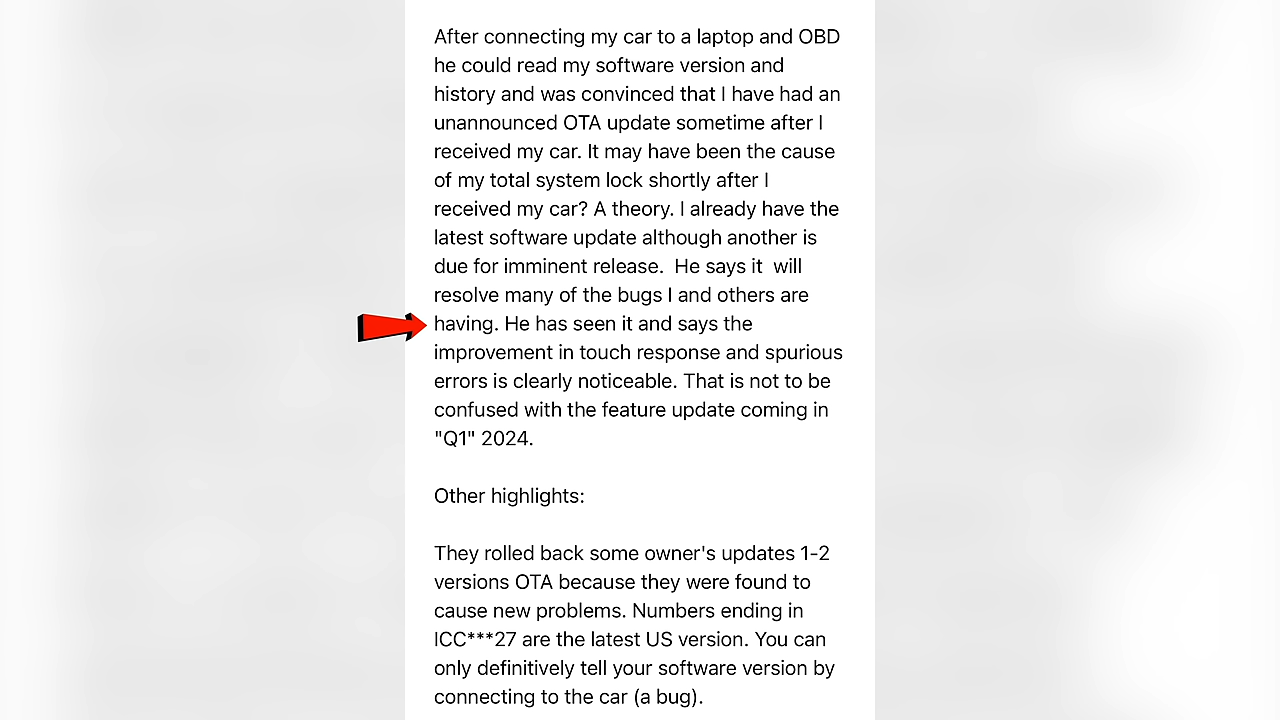 After connecting my car to a laptop and OBD
he could read my software version and
history and was convinced that I have had an
unannounced OTA update sometime after I
received my car. It may have been the cause
of my total system lock shortly after I
received my car? A theory. I already have the
latest software update although another is
due for imminent release.  He says it  will
resolve many of the bugs I and others are
having. He has seen it and says the
improvement in touch response and spurious
errors is clearly noticeable. That is not to be
confused with the feature update coming in
"Q1" 2024.
Other highlights:
They rolled back some owner's updates 1-2
versions OTA because they were found to
cause new problems. Numbers ending in
ICC***27 are the latest US version. You can
only definitively tell your software version by
connecting to the car (a bug).